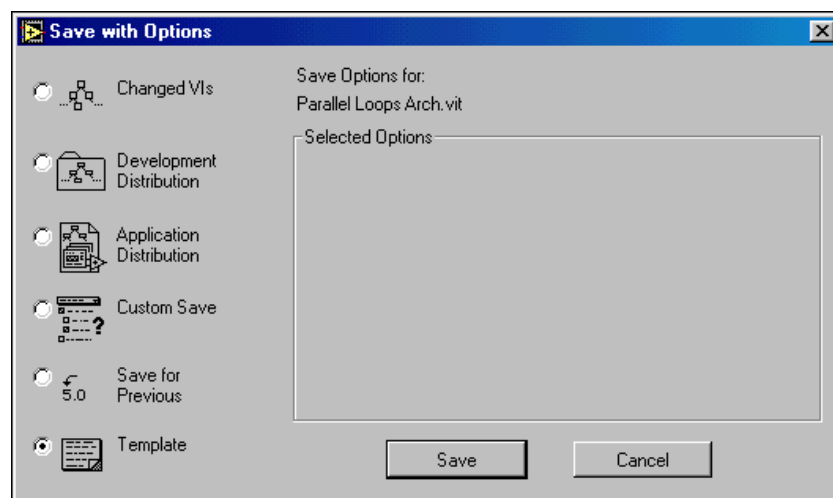 Save with Options
Changed VIs
Development
Distribution
Application
Distribution
Custom Save
5.0
Save for
Previous
Template
Save Options for:
Parallel Loops Arch.vit
Selected Options
Save
Cancel